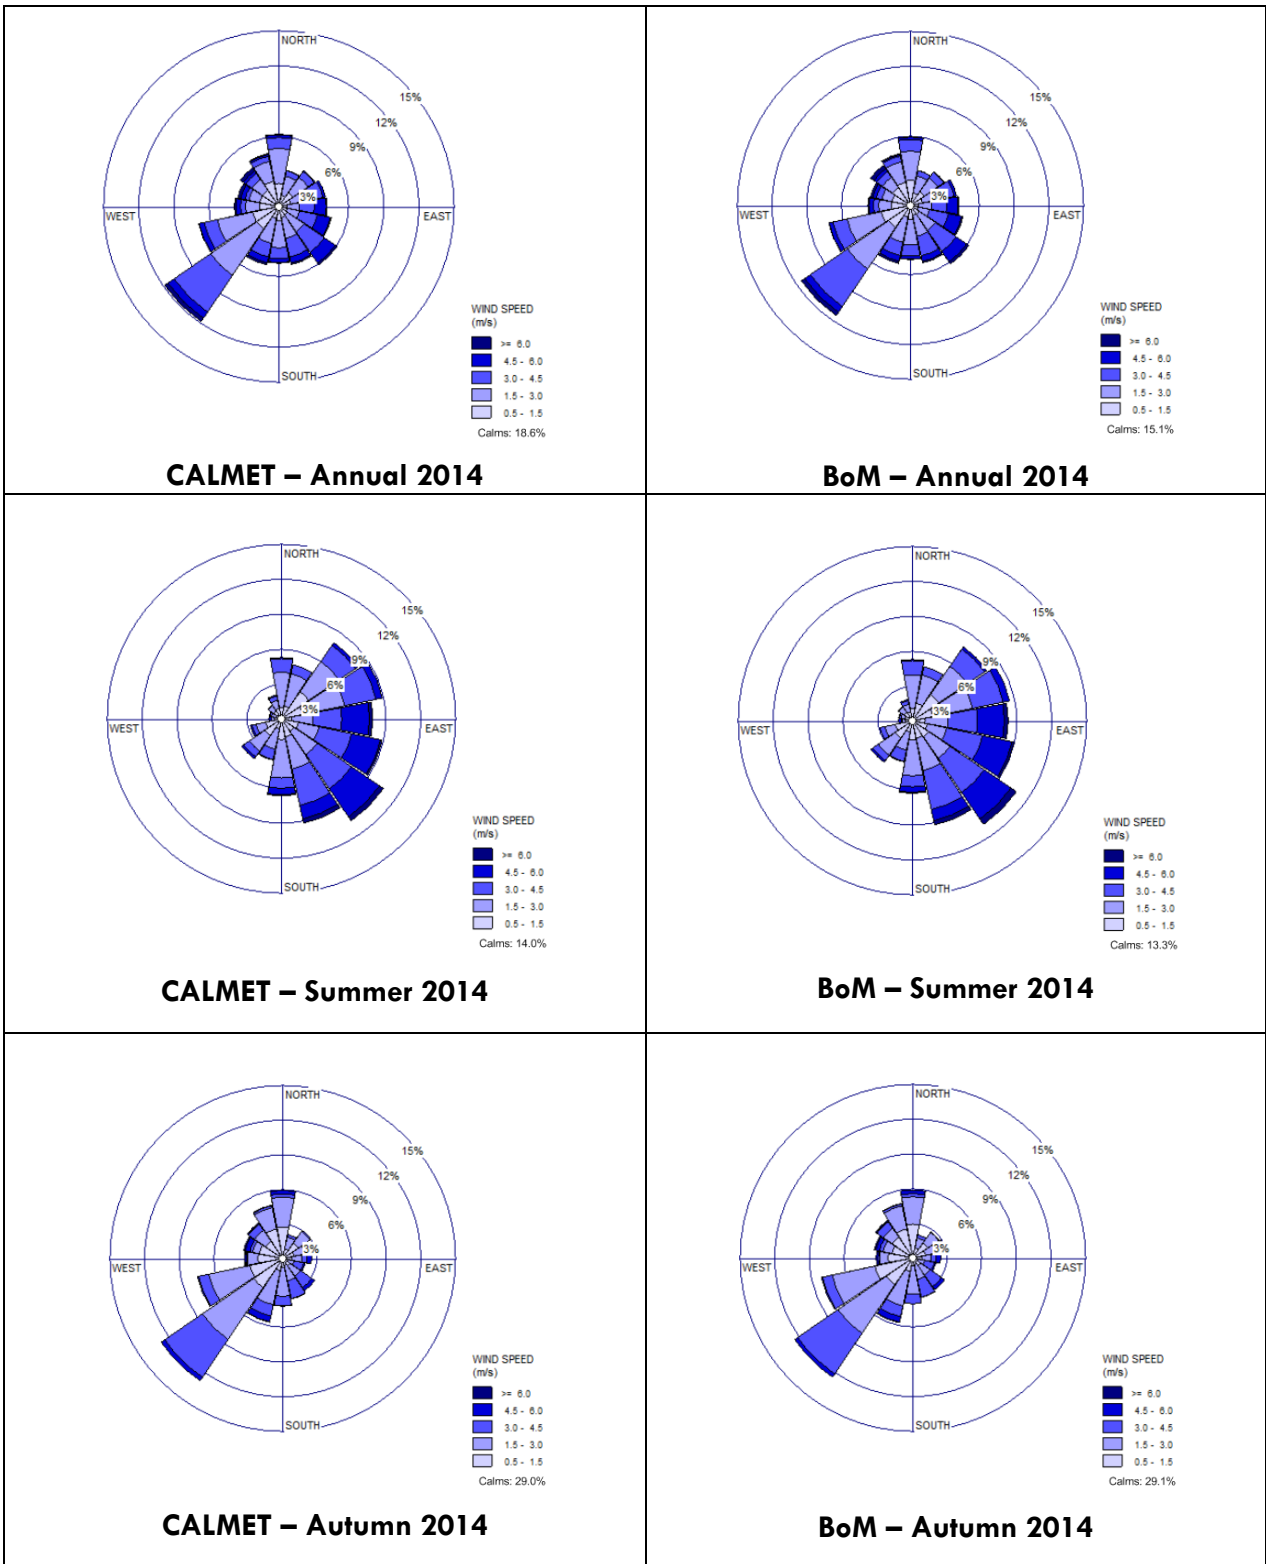 NORTH
15%
12%
9%
6%
3%
WEST
EAST
SOUTH
WIND SPEED
(m/s)
>= 6.0
4.5 - 6.0
3.0 - 4.5
1.5 - 3.0
0.5 - 1.5
Calms: 18.6%
CALMET – Annual 2014
NORTH
15%
12%
9%
6%
3%
WEST
EAST
SOUTH
WIND SPEED
(m/s)
>= 6.0
4.5 - 6.0
3.0 - 4.5
1.5 - 3.0
0.5 - 1.5
Calms: 15.1%
BoM – Annual 2014
NORTH
15%
12%
9%
6%
3%
WEST
EAST
SOUTH
WIND SPEED
(m/s)
>= 6.0
4.5 - 6.0
3.0 - 4.5
1.5 - 3.0
0.5 - 1.5
Calms: 14.0%
CALMET – Summer 2014
NORTH
15%
12%
9%
6%
3%
WEST
EAST
SOUTH
WIND SPEED
(m/s)
>= 6.0
4.5 - 6.0
3.0 - 4.5
1.5 - 3.0
0.5 - 1.5
Calms: 13.3%
BoM – Summer 2014
NORTH
15%
12%
9%
6%
3%
WEST
EAST
SOUTH
WIND SPEED
(m/s)
>= 6.0
4.5 - 6.0
3.0 - 4.5
1.5 - 3.0
0.5 - 1.5
Calms: 29.0%
CALMET – Autumn 2014
NORTH
15%
12%
9%
6%
3%
WEST
EAST
SOUTH
WIND SPEED
(m/s)
>= 6.0
4.5 - 6.0
3.0 - 4.5
1.5 - 3.0
0.5 - 1.5
Calms: 29.1%
BoM – Autumn 2014